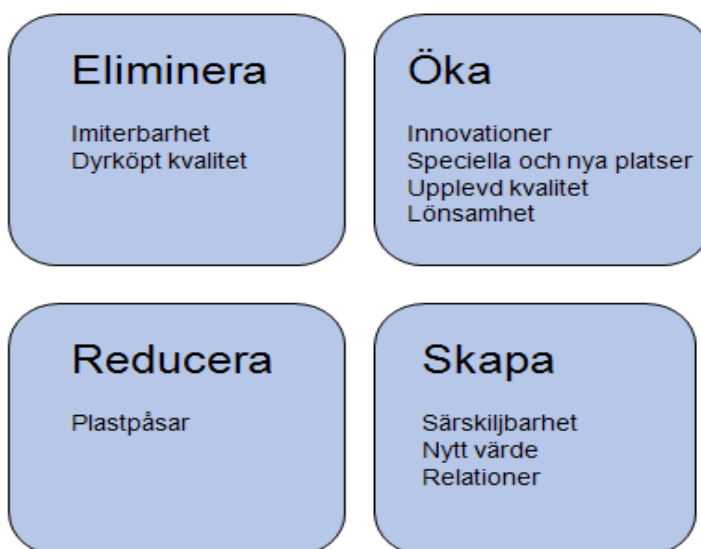 Eliminera
Imiterbarhet
Dyrköpt kvalitet
Öka
Innovationer
Speciella och nya platser
Upplevd kvalitet
Lönsamhet
Reducera
Plastpåsar
Skapa
Särskiljbarhet
Nytt värde
Relationer